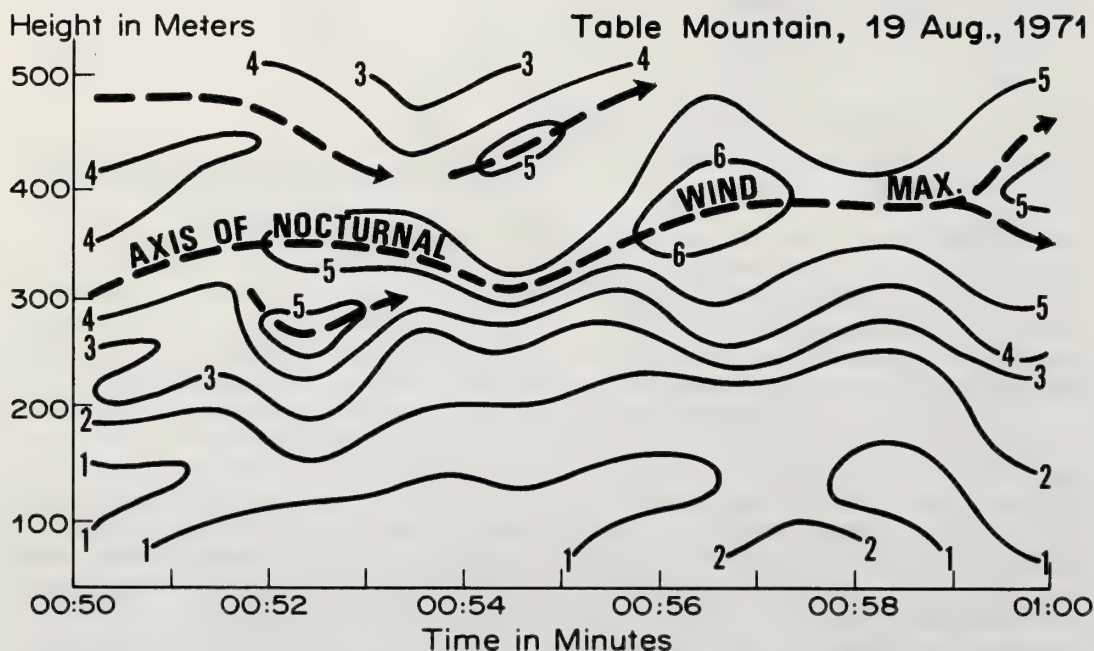 Height in Meters
Table Mountain, 19 Aug., 1971
500
400
300
200
100
4 3 3 4 5
4 5 6
WIND MAX.
5
4 AXIS OF NOCTURNAL
5 6
4 5 5
3 3 4 3
2
1 2
1 1 1 2 2 1 1
00:50 00:52 00:54 00:56 00:58 01:00
Time in Minutes